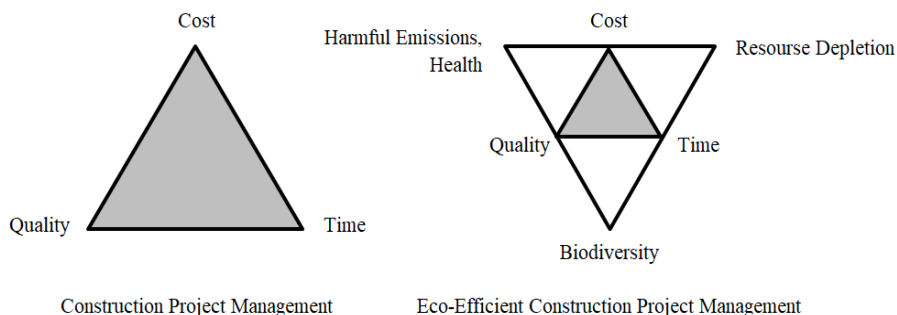 Cost
Quality
Time
Construction Project Management
Cost
Harmful Emissions,
Health
Resourse Depletion
Quality
Time
Biodiversity
Eco-Efficient Construction Project Management